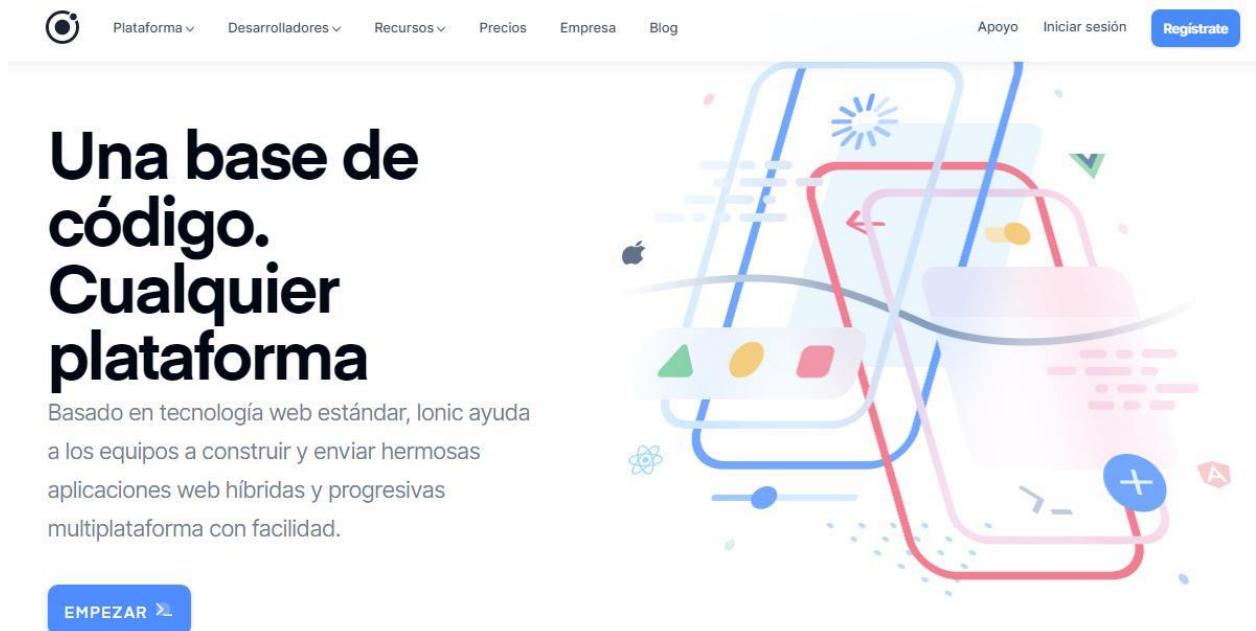 Plataforma Desarrolladores Recursos Precios Empresa Blog Apoyo Iniciar sesión Regístrate
Una base de
código.
Cualquier
plataforma
Basado en tecnología web estándar, Ionic ayuda
a los equipos a construir y enviar hermosas
aplicaciones web híbridas y progresivas
multiplataforma con facilidad.
EMPEZAR